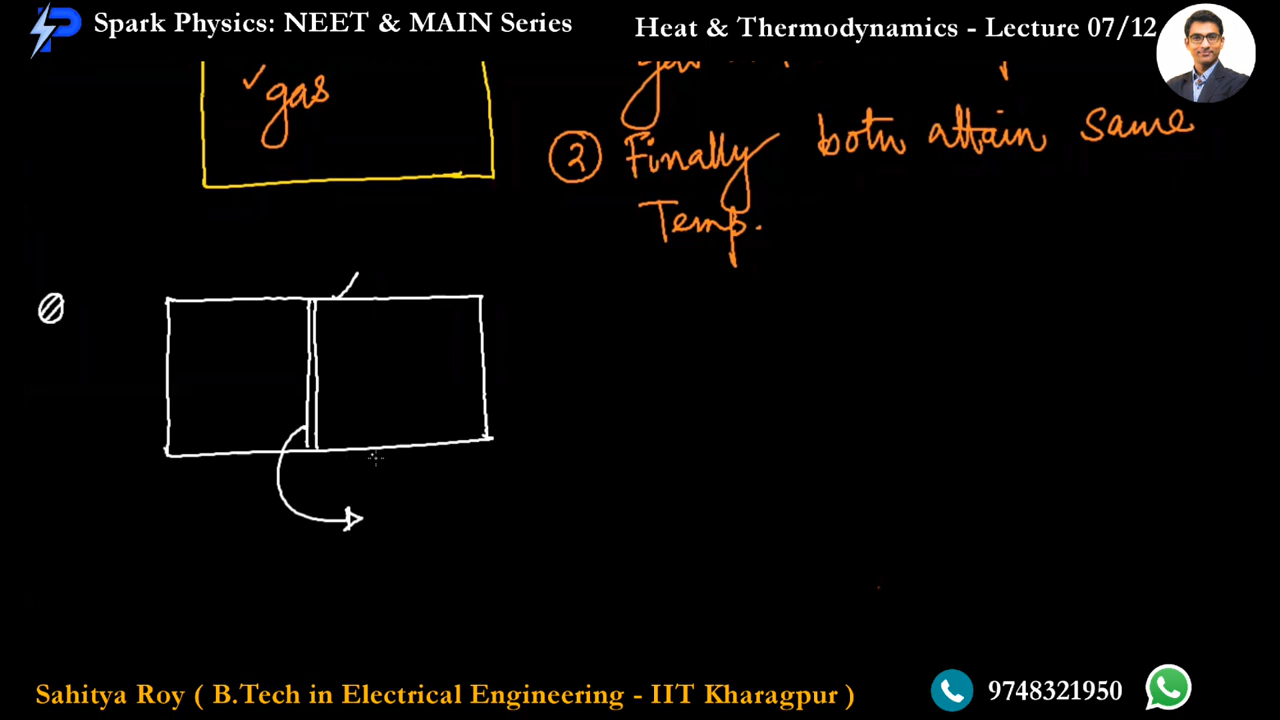 Spark Physics: NEET & MAIN Series
Heat & Thermodynamics - Lecture 07/12
gas
② Finally both attain same
Temp.
Sahitya Roy ( B.Tech in Electrical Engineering - IIT Kharagpur )
9748321950